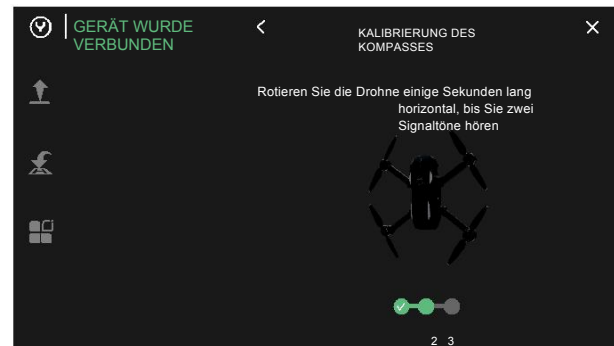 GERÄT WURDE
VERBUNDEN
KALIBRIERUNG DES
KOMPASSES
Rotieren Sie die Drohne einige Sekunden lang
horizontal, bis Sie zwei
Signaltöne hören
2 3